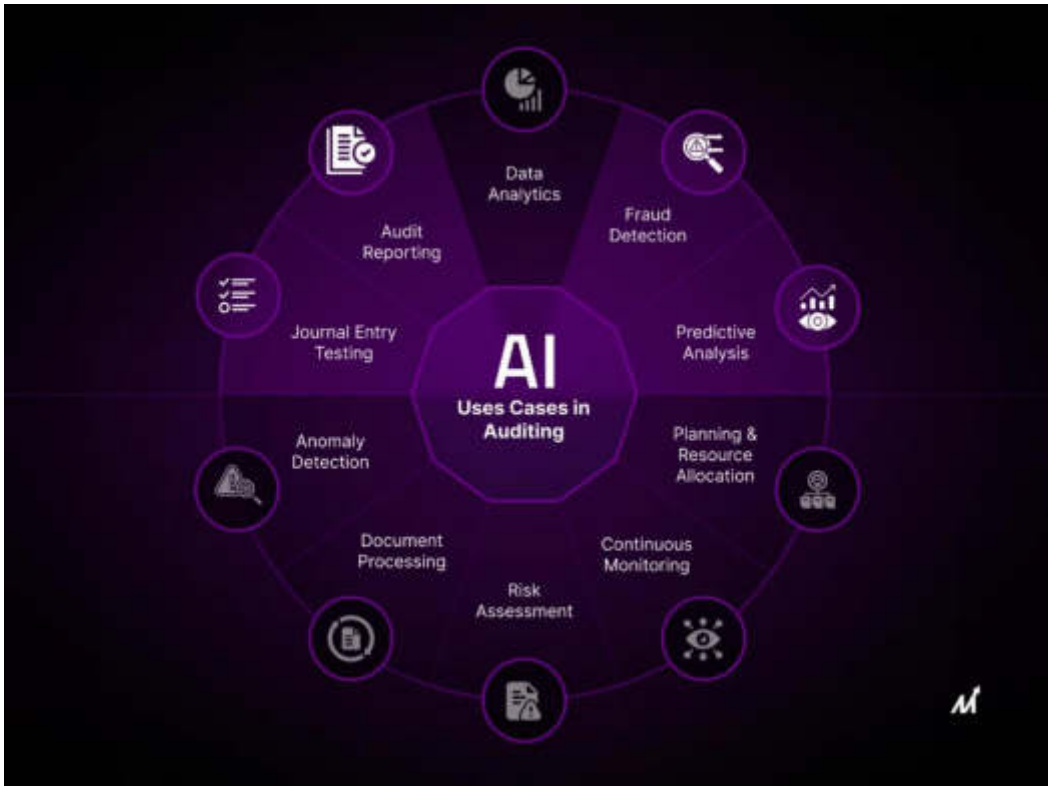 AI
Uses Cases in
Auditing
Data
Analytics
Fraud
Detection
Predictive
Analysis
Planning &
Resource
Allocation
Continuous
Monitoring
Risk
Assessment
Document
Processing
Anomaly
Detection
Journal Entry
Testing
Audit
Reporting